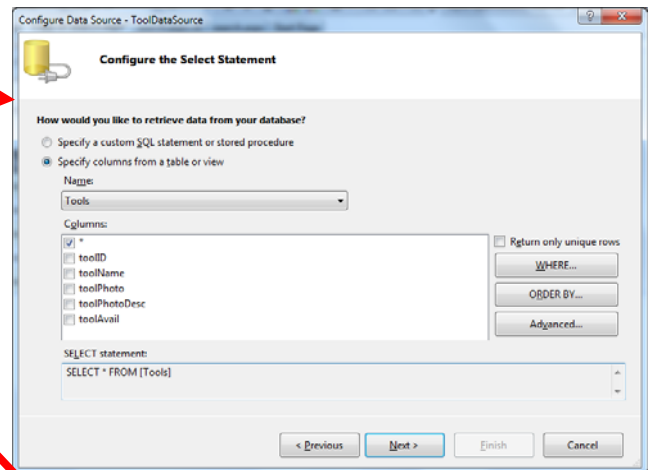 Configure Data Source - ToolDataSource
Configure the Select Statement
How would you like to retrieve data from your database?
Specify a custom SQL statement or stored procedure
Specify columns from a table or view
Name:
Tools
Columns:
*
Return only unique rows
toolID
toolName
WHERE...
toolPhoto
toolPhotoDesc
ORDER BY...
toolAvail
Advanced...
SELECT statement:
SELECT * FROM [Tools]
< Previous Next > Finish Cancel